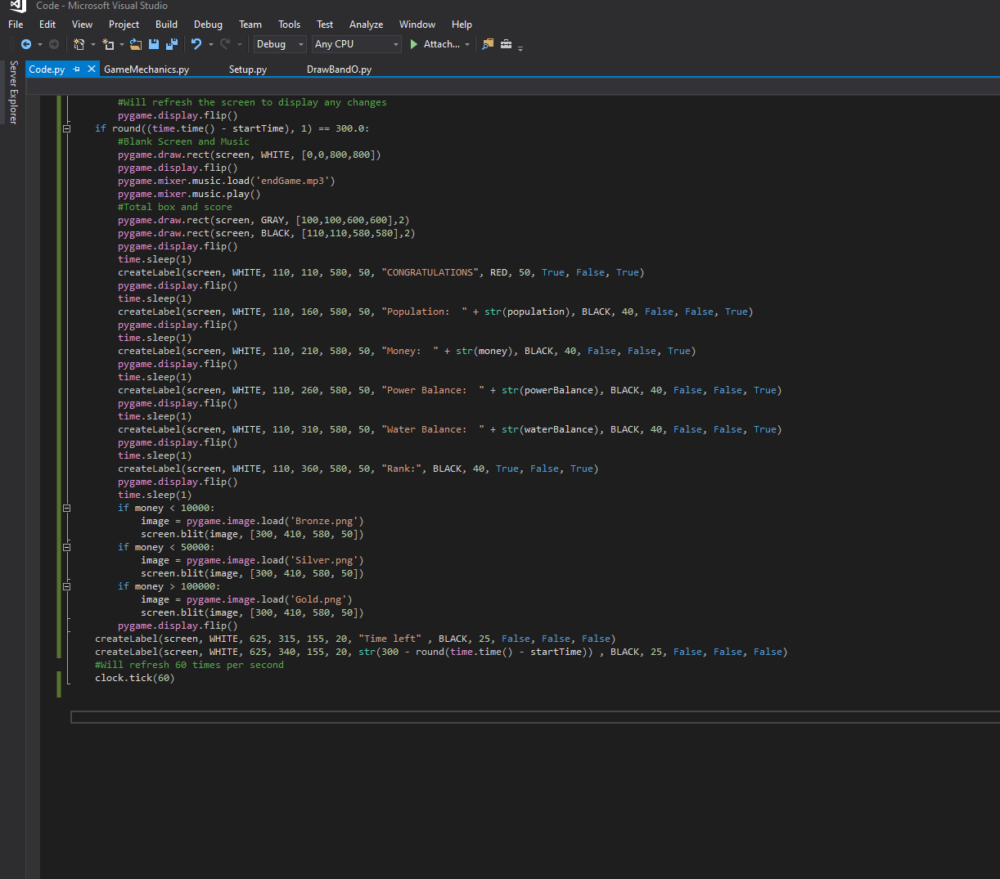 Code - Microsoft Visual Studio
File Edit View Project Build Debug Team Tools Test Analyze Window Help
Debug Any CPU Attach...
Server Explorer
Code.py GameMechanics.py Setup.py DrawBandO.py
#Will refresh the screen to display any changes
pygame.display.flip()
if round((time.time() - startTime), 1) == 300.0:
#Blank Screen and Music
pygame.draw.rect(screen, WHITE, [0,0,800,800])
pygame.display.flip()
pygame.mixer.music.load('endGame.mp3')
pygame.mixer.music.play()
#Total box and score
pygame.draw.rect(screen, GRAY, [100,100,600,600],2)
pygame.draw.rect(screen, BLACK, [110,110,580,580],2)
pygame.display.flip()
time.sleep(1)
createLabel(screen, WHITE, 110, 110, 580, 50, "CONGRATULATIONS", RED, 50, True, False, True)
pygame.display.flip()
time.sleep(1)
createLabel(screen, WHITE, 110, 160, 580, 50, "Population:  " + str(population), BLACK, 40, False, False, True)
pygame.display.flip()
time.sleep(1)
createLabel(screen, WHITE, 110, 210, 580, 50, "Money:  " + str(money), BLACK, 40, False, False, True)
pygame.display.flip()
time.sleep(1)
createLabel(screen, WHITE, 110, 260, 580, 50, "Power Balance:  " + str(powerBalance), BLACK, 40, False, False, True)
pygame.display.flip()
time.sleep(1)
createLabel(screen, WHITE, 110, 310, 580, 50, "Water Balance:  " + str(waterBalance), BLACK, 40, False, False, True)
pygame.display.flip()
time.sleep(1)
createLabel(screen, WHITE, 110, 360, 580, 50, "Rank:", BLACK, 40, True, False, True)
pygame.display.flip()
time.sleep(1)
if money < 10000:
image = pygame.image.load('Bronze.png')
screen.blit(image, [300, 410, 580, 50])
if money < 50000:
image = pygame.image.load('Silver.png')
screen.blit(image, [300, 410, 580, 50])
if money > 100000:
image = pygame.image.load('Gold.png')
screen.blit(image, [300, 410, 580, 50])
pygame.display.flip()
createLabel(screen, WHITE, 625, 315, 155, 20, "Time left" , BLACK, 25, False, False, False)
createLabel(screen, WHITE, 625, 340, 155, 20, str(300 - round(time.time() - startTime)) , BLACK, 25, False, False, False)
#Will refresh 60 times per second
clock.tick(60)